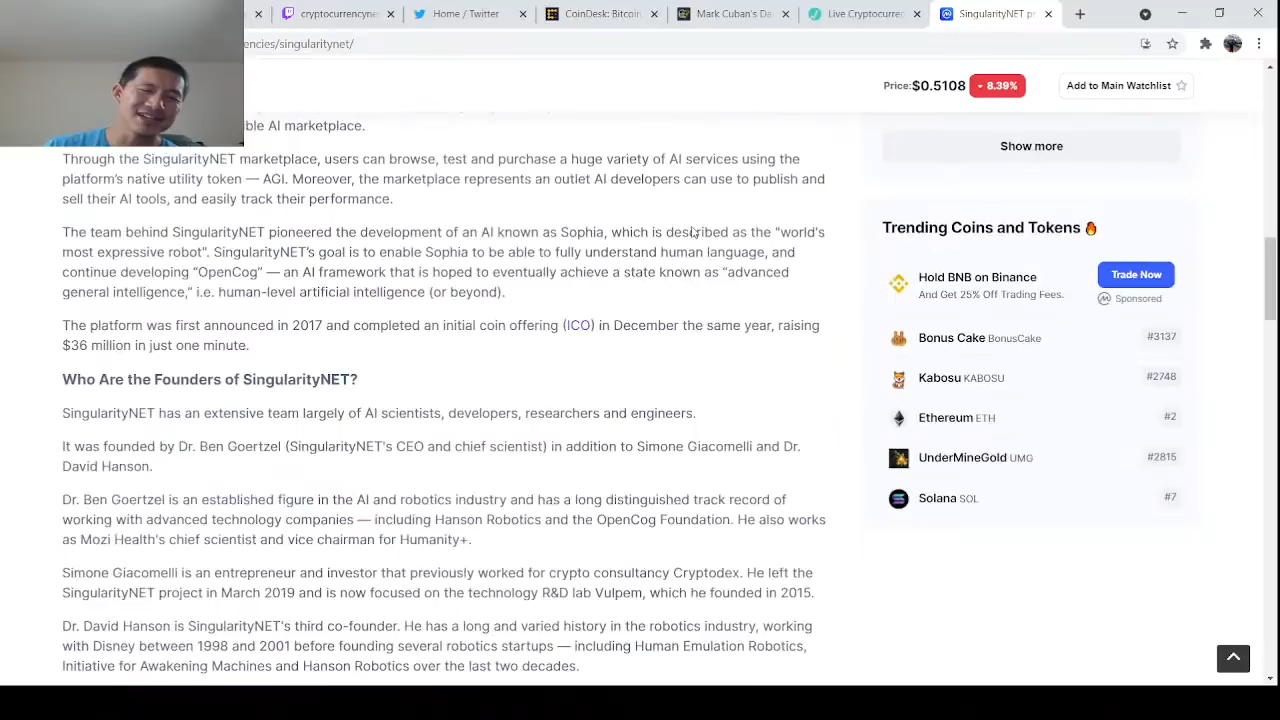 cryptocurrencyne
Home / Twitter
CoinDesk: Bitcoin
Mark Cuban's Da
Live Cryptocurre
SingularityNET pr
encies/singularitynet/
Price: $0.5108 8.39%
Add to Main Watchlist
ible AI marketplace.
Through the SingularityNET marketplace, users can browse, test and purchase a huge variety of AI services using the
platform's native utility token — AGI. Moreover, the marketplace represents an outlet AI developers can use to publish and
sell their AI tools, and easily track their performance.
The team behind SingularityNET pioneered the development of an AI known as Sophia, which is described as the "world's
most expressive robot". SingularityNET's goal is to enable Sophia to be able to fully understand human language, and
continue developing "OpenCog" — an AI framework that is hoped to eventually achieve a state known as "advanced
general intelligence," i.e. human-level artificial intelligence (or beyond).
The platform was first announced in 2017 and completed an initial coin offering (ICO) in December the same year, raising
$36 million in just one minute.
Who Are the Founders of SingularityNET?
SingularityNET has an extensive team largely of AI scientists, developers, researchers and engineers.
It was founded by Dr. Ben Goertzel (SingularityNET's CEO and chief scientist) in addition to Simone Giacomelli and Dr.
David Hanson.
Dr. Ben Goertzel is an established figure in the AI and robotics industry and has a long distinguished track record of
working with advanced technology companies — including Hanson Robotics and the OpenCog Foundation. He also works
as Mozi Health's chief scientist and vice chairman for Humanity+.
Simone Giacomelli is an entrepreneur and investor that previously worked for crypto consultancy Cryptodex. He left the
SingularityNET project in March 2019 and is now focused on the technology R&D lab Vulpem, which he founded in 2015.
Dr. David Hanson is SingularityNET's third co-founder. He has a long and varied history in the robotics industry, working
with Disney between 1998 and 2001 before founding several robotics startups — including Human Emulation Robotics,
Initiative for Awakening Machines and Hanson Robotics over the last two decades.
Show more
Trending Coins and Tokens 🔥
Hold BNB on Binance
And Get 25% Off Trading Fees.
Trade Now
Sponsored
Bonus Cake BonusCake #3137
Kabosu KABOSU #2748
Ethereum ETH #2
UnderMineGold UMG #2815
Solana SOL #7